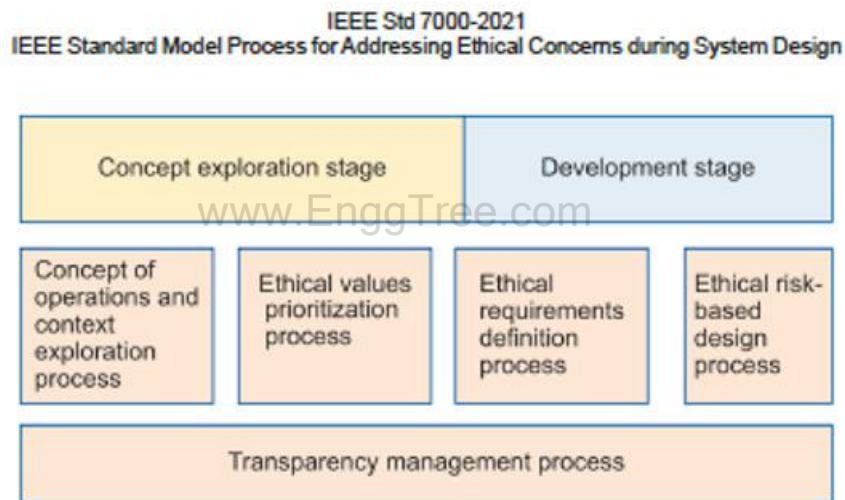 IEEE Std 7000-2021
IEEE Standard Model Process for Addressing Ethical Concerns during System Design
Concept exploration stage
Development stage
www.EnggTree.com
Concept of
operations and
context
exploration
process
Ethical values
prioritization
process
Ethical
requirements
definition
process
Ethical risk-
based
design
process
Transparency management process